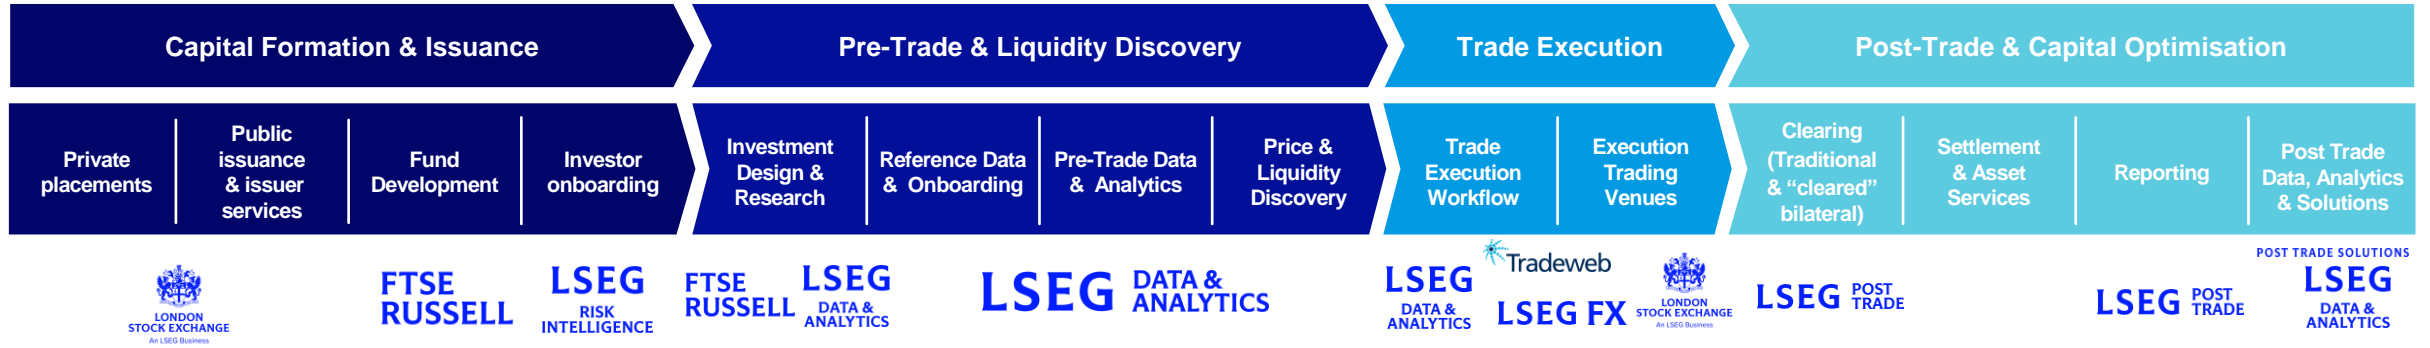 Capital Formation & Issuance
Pre-Trade & Liquidity Discovery
Trade Execution
Post-Trade & Capital Optimisation
Private
placements
Public
issuance
& issuer
services
Fund
Development
Investor
onboarding
Investment
Design &
Research
Reference Data
& Onboarding
Pre-Trade Data
& Analytics
Price &
Liquidity
Discovery
Trade
Execution
Workflow
Execution
Trading
Venues
Clearing
(Traditional
& “cleared”
bilateral)
Settlement
& Asset
Services
Reporting
Post Trade
Data, Analytics
& Solutions
LONDON
STOCK EXCHANGE
An LSEG Business
FTSE
RUSSELL
LSEG
RISK
INTELLIGENCE
FTSE
RUSSELL
LSEG
DATA &
ANALYTICS
LSEG DATA &
ANALYTICS
LSEG
DATA &
ANALYTICS
Tradeweb
LSEG FX
LONDON
STOCK EXCHANGE
An LSEG Business
LSEG POST
TRADE
LSEG POST
TRADE
POST TRADE SOLUTIONS
LSEG
DATA &
ANALYTICS